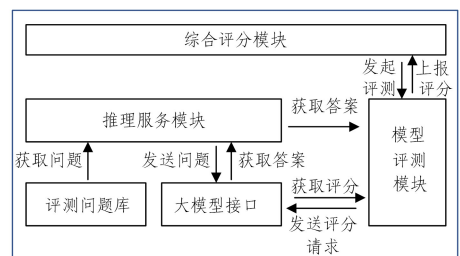 综合评分模块
发起
评测
上报
评分
推理服务模块
获取答案
模型
评测
模块
获取问题
发送问题
获取答案
评测问题库
大模型接口
获取评分
发送评分
请求